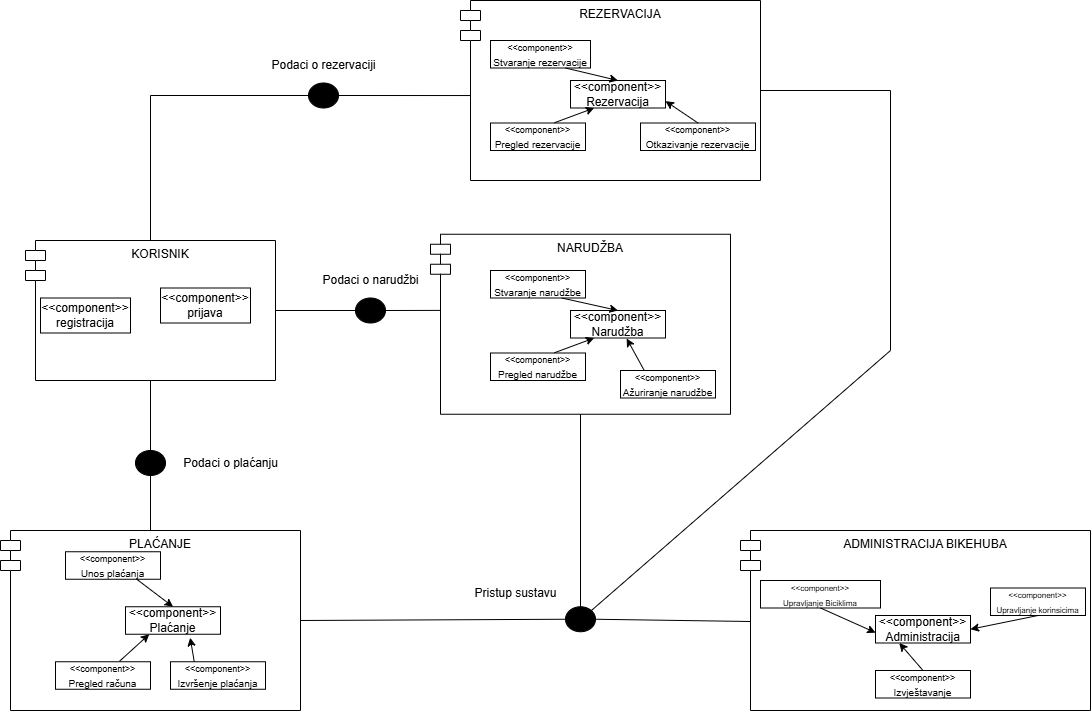 REZERVACIJA
<<component>>
Stvaranje rezervacije
<<component>>
Rezervacija
<<component>>
Pregled rezervacije
<<component>>
Otkazivanje rezervacije
Podaci o rezervaciji
KORISNIK
<<component>>
registracija
<<component>>
prijava
Podaci o narudžbi
NARUDŽBA
<<component>>
Stvaranje narudžbe
<<component>>
Narudžba
<<component>>
Pregled narudžbe
<<component>>
Ažuriranje narudžbe
Podaci o plaćanju
PLAĆANJE
<<component>>
Unos plaćanja
<<component>>
Plaćanje
<<component>>
Pregled računa
<<component>>
Izvršenje plaćanja
Pristup sustavu
ADMINISTRACIJA BIKEHUBA
<<component>>
Upravljanje Biciklima
<<component>>
Upravljanje korinsicima
<<component>>
Administracija
<<component>>
Izvještavanje